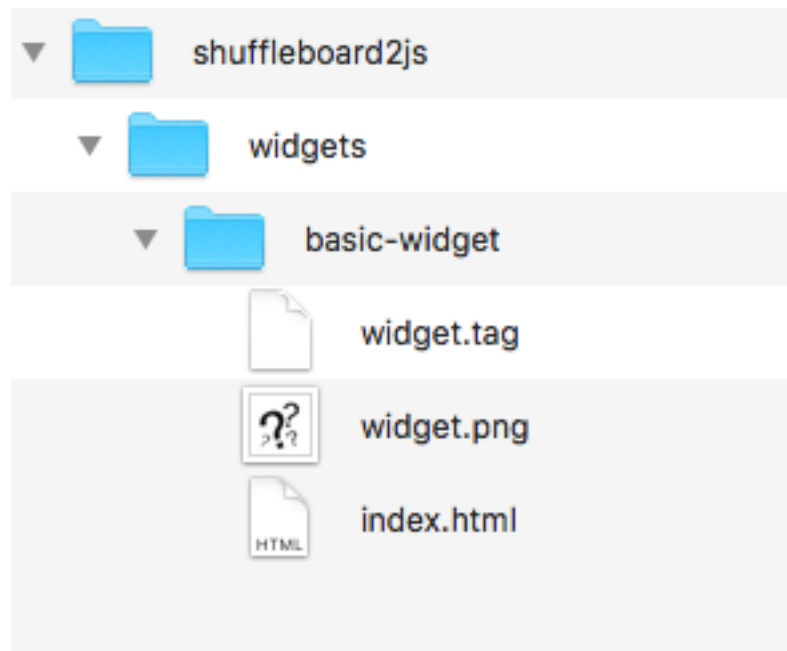 shuffleboard2js
widgets
basic-widget
widget.tag
???? widget.png
HTML index.html